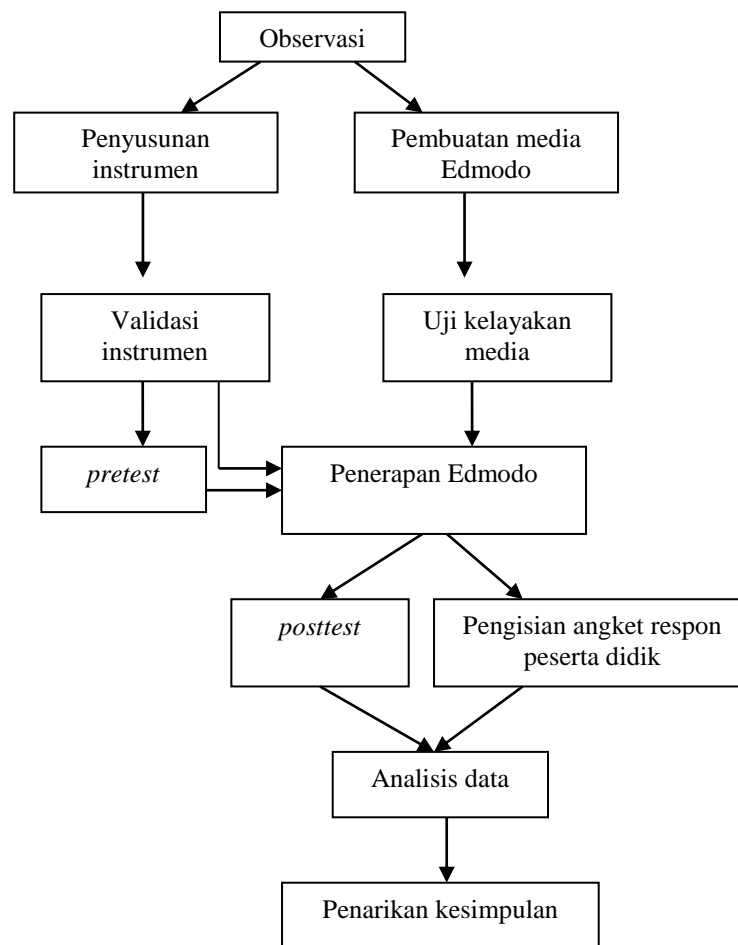 Observasi
Penyusunan
instrumen
Pembuatan media
Edmodo
Validasi
instrumen
Uji kelayakan
media
pretest
Penerapan Edmodo
posttest
Pengisian angket respon
peserta didik
Analisis data
Penarikan kesimpulan